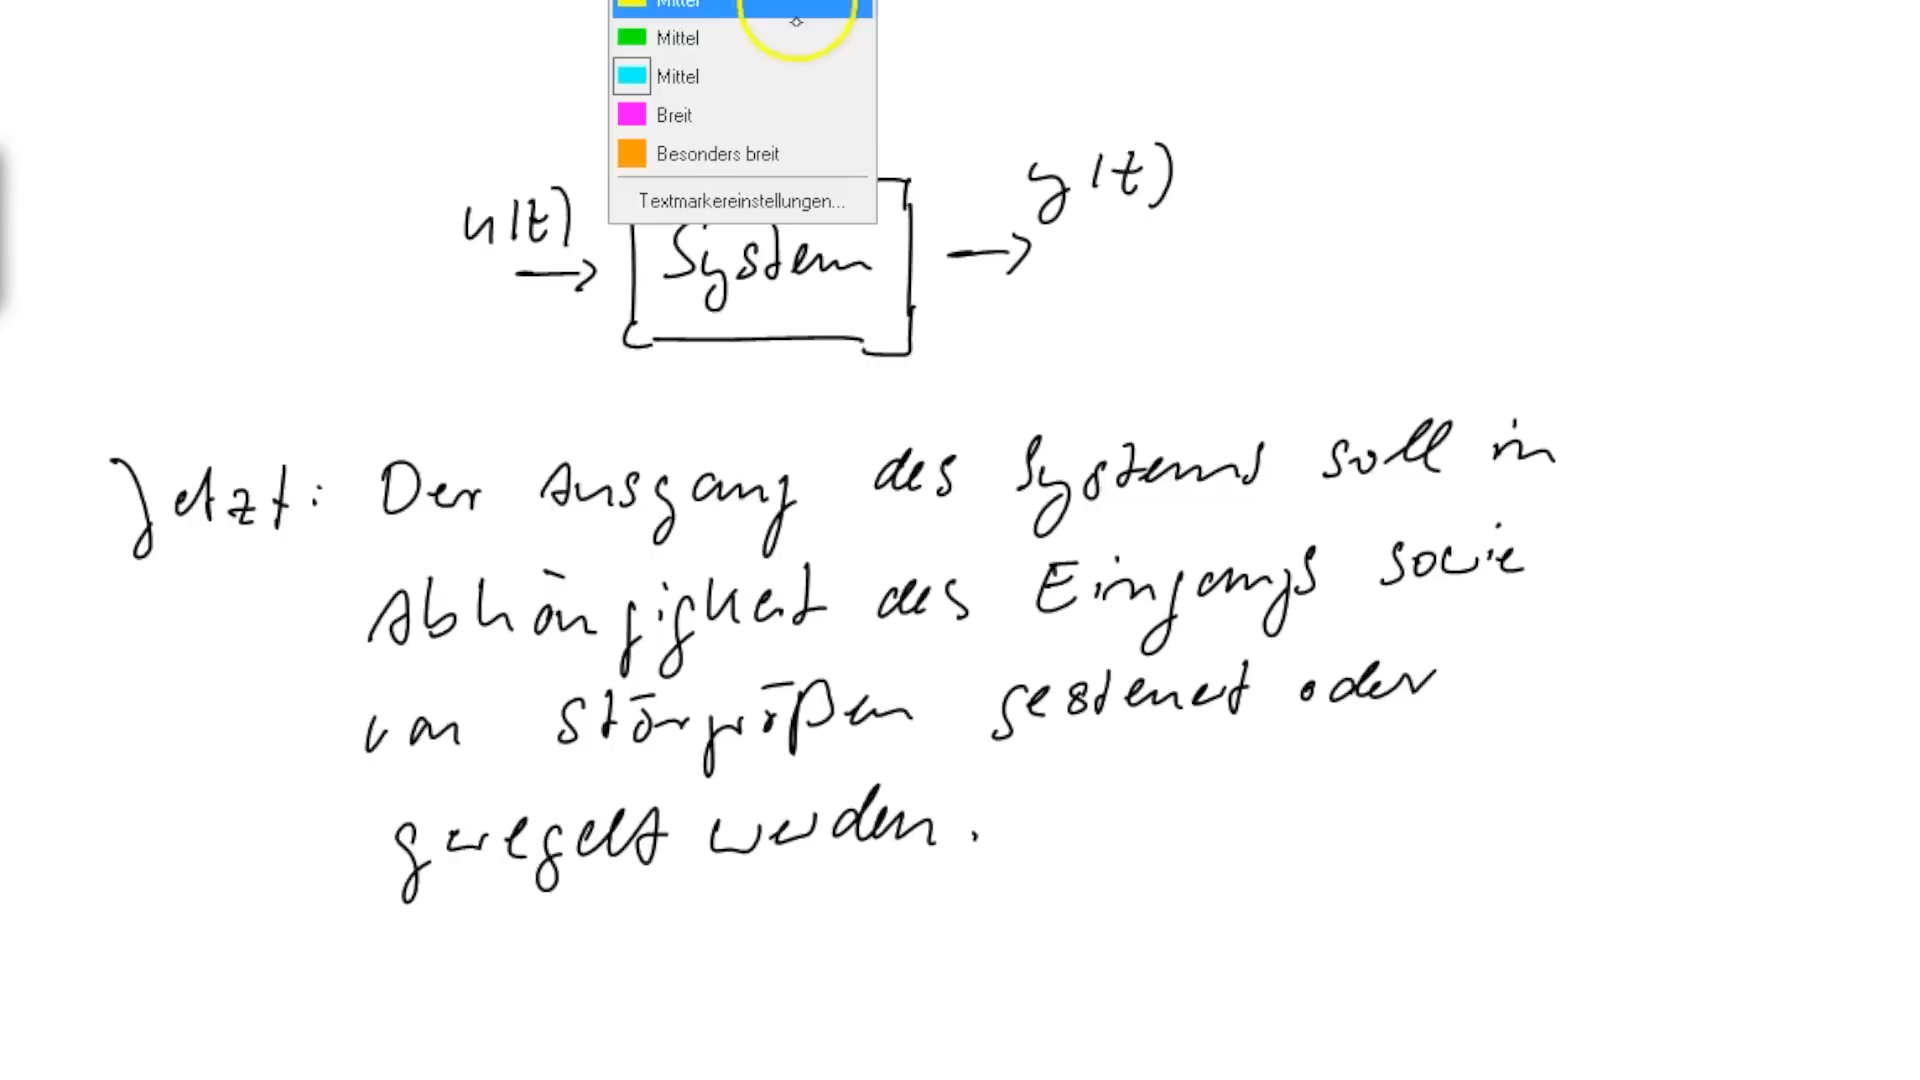 Mittel
Mittel
Mittel
Breit
Besonders breit
Textmarkereinstellungen...
u(t)
y(t)
System
Jetzt: Der Ausgang des Systems soll in
Abhängigkeit des Eingangs sowie
von Störgrößen gesteuert oder
geregelt werden.